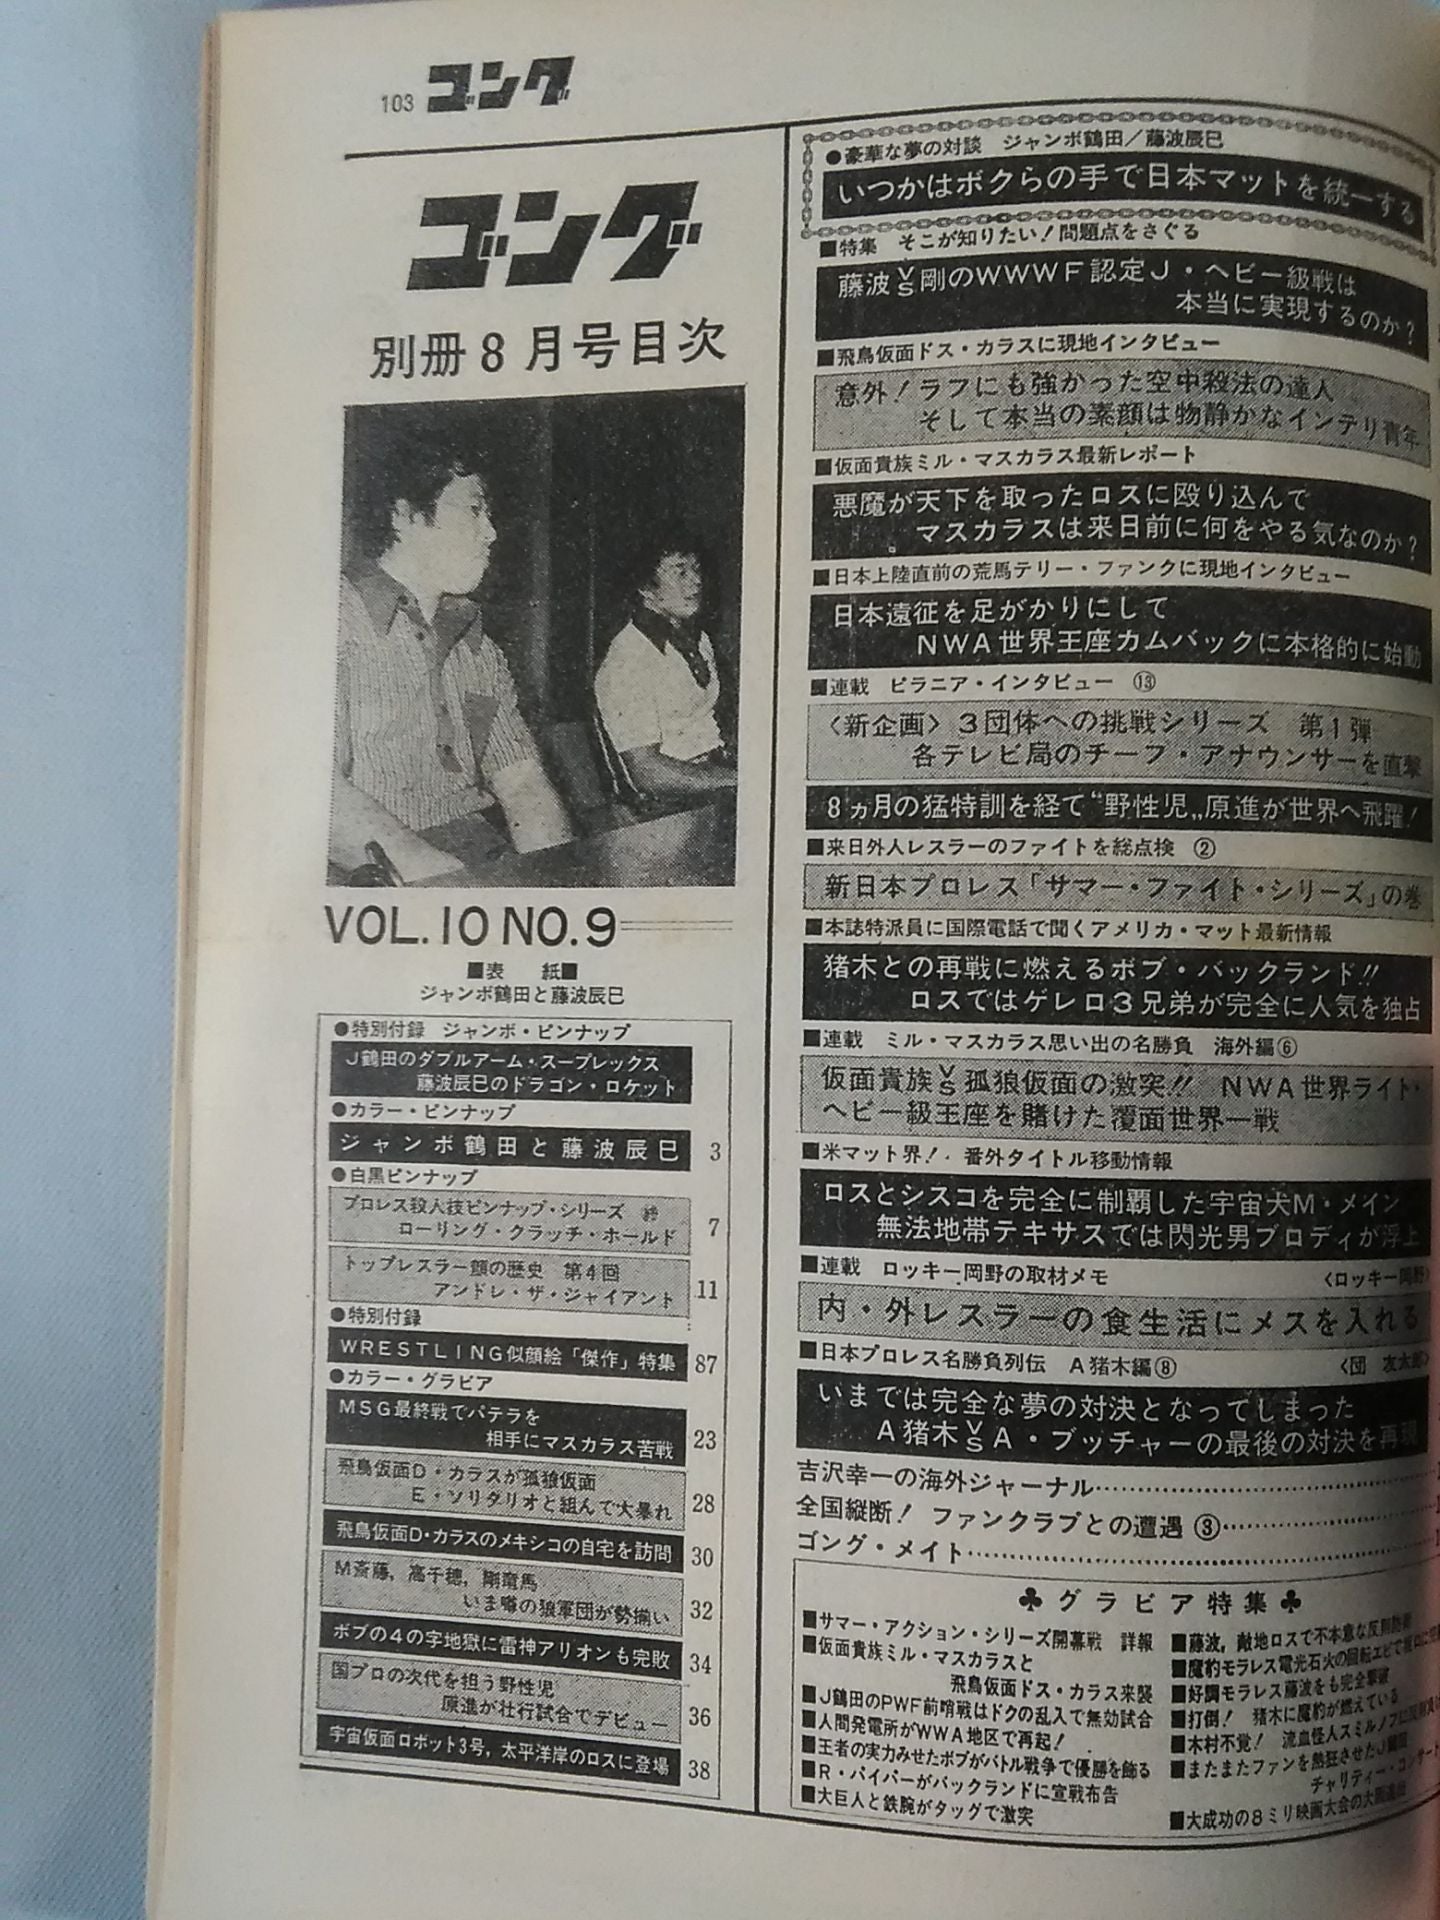 103 ゴング
ゴング
別冊8月号目次
VOL.10 NO.9
■表 紙■
ジャンボ鶴田と藤波辰巳
●特別付録 ジャンボ・ピンナップ
J鶴田のダブルアーム・スープレックス
藤波辰巳のドラゴン・ロケット
●カラー・ピンナップ
ジャンボ鶴田と藤波辰巳 3
●白黒ピンナップ
プロレス殺人技ピンナップ・シリーズ
ローリング・クラッチ・ホールド 7
トップレスラー顔の歴史 第4回
アンドレ・ザ・ジャイアント 11
●特別付録
WRESTLING似顔絵「傑作」特集 87
●カラー・グラビア
MSG最終戦でパテラを
相手にマスカラス苦戦 23
飛鳥仮面D・カラスが孤狼仮面
E・ソリタリオと組んで大暴れ 28
飛鳥仮面D・カラスのメキシコの自宅を訪問 30
M斎藤,高千穂,剛竜馬
いま噂の狼軍団が勢揃い 32
ボブの4の字地獄に雷神アリオンも完敗 34
国プロの次代を担う野性児
原進が壮行試合でデビュー 36
宇宙仮面ロボット3号,太平洋岸のロスに登場 38
●豪華な夢の対談 ジャンボ鶴田/藤波辰巳
いつかはボクらの手で日本マットを統一する
■特集 そこが知りたい!問題点をさぐる
藤波VS剛のWWWF認定J・ヘビー級戦は
本当に実現するのか?
■飛鳥仮面ドス・カラスに現地インタビュー
意外!ラフにも強かった空中殺法の達人
そして本当の素顔は物静かなインテリ青年
■仮面貴族ミル・マスカラス最新レポート
悪魔が天下を取ったロスに殴り込んで
マスカラスは来日前に何をやる気なのか?
■日本上陸直前の荒馬テリー・ファンクに現地インタビュー
日本遠征を足がかりにして
NWA世界王座カムバックに本格的に始動
■連載 ピラニア・インタビュー ⑬
〈新企画〉3団体への挑戦シリーズ 第1弾
各テレビ局のチーフ・アナウンサーを直撃
8ヵ月の猛特訓を経て“野性児„原進が世界へ飛躍!
■来日外人レスラーのファイトを総点検 ②
新日本プロレス「サマー・ファイト・シリーズ」の巻
■本誌特派員に国際電話で聞くアメリカ・マット最新情報
猪木との再戦に燃えるボブ・バックランド!!
ロスではゲレロ3兄弟が完全に人気を独占
■連載 ミル・マスカラス思い出の名勝負 海外編⑥
仮面貴族VS孤狼仮面の激突!! NWA世界ライト・
ヘビー級王座を賭けた覆面世界一戦
■米マット界!・番外タイトル移動情報
ロスとシスコを完全に制覇した宇宙犬M・メイン
無法地帯テキサスでは閃光男ブロディが浮上
■連載 ロッキー岡野の取材メモ 〈ロッキー岡野〉
内・外レスラーの食生活にメスを入れる
■日本プロレス名勝負列伝 A猪木編⑧ 〈団 友太郎〉
いまでは完全な夢の対決となってしまった
A猪木VSA・ブッチャーの最後の対決を再現
吉沢幸一の海外ジャーナル
全国縦断! ファンクラブとの遭遇 ③
ゴング・メイト
♣グラビア特集♣
■サマー・アクション・シリーズ開幕戦 詳報
■仮面貴族ミル・マスカラスと
飛鳥仮面ドス・カラス来襲
■J鶴田のPWF前哨戦はドクの乱入で無効試合
■人間発電所がWWA地区で再起!
■王者の実力みせたボブがバトル戦争で優勝を飾る
■R・パイパーがバックランドに宣戦布告
■大巨人と鉄腕がタッグで激突
■藤波,敵地ロスで不本意な反則防衛
■魔豹モラレス電光石火の回転エビで
■好調モラレス藤波をも完全撃破
■打倒! 猪木に魔豹が燃えている
■木村不覚! 流血怪人スミルノフに
■またまたファンを熱狂させたJ鶴田
チャリティー・コンサート
■大成功の8ミリ映画大会の大